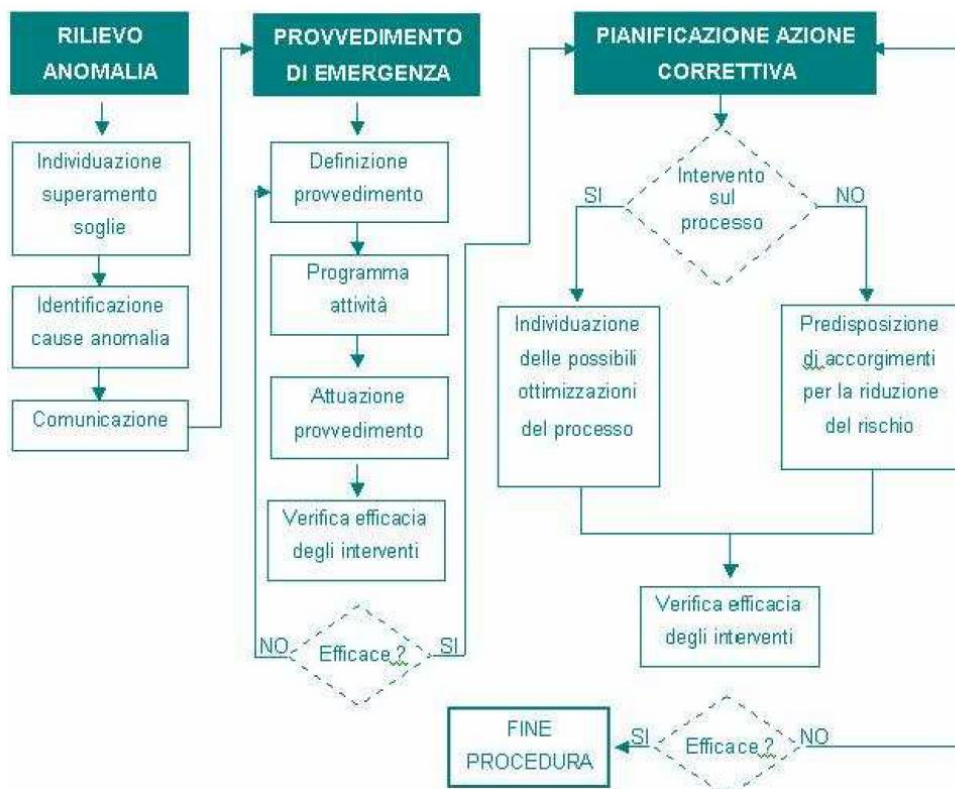 RILIEVO
ANOMALIA
Individuazione
superamento
soglie
Identificazione
cause anomalia
Comunicazione
PROVVEDIMENTO
DI EMERGENZA
Definizione
provvedimento
Programma
attività
Attuazione
provvedimento
Verifica efficacia
degli interventi
NO
Efficace ?
SI
PIANIFICAZIONE AZIONE
CORRETTIVA
SI
Intervento
sul
processo
NO
Individuazione
delle possibili
ottimizzazioni
del processo
Predisposizione
di accorgimenti
per la riduzione
del rischio
Verifica efficacia
degli interventi
FINE
PROCEDURA
SI
Efficace ?
NO